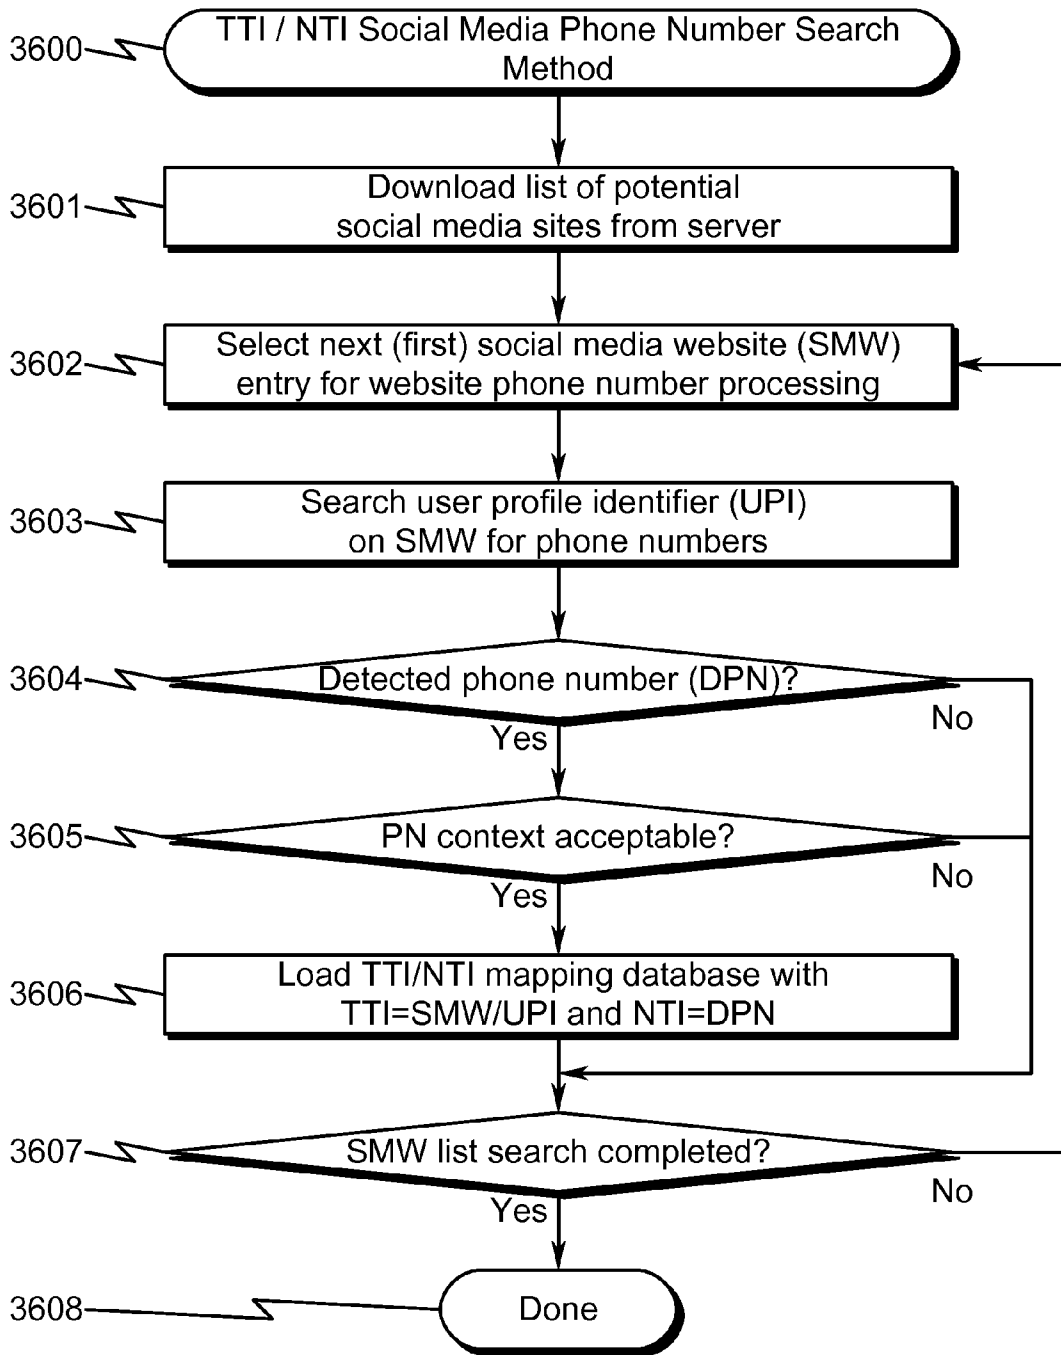 3600
TTI / NTI Social Media Phone Number Search
Method
3601
Download list of potential
social media sites from server
3602
Select next (first) social media website (SMW)
entry for website phone number processing
3603
Search user profile identifier (UPI)
on SMW for phone numbers
3604
Detected phone number (DPN)?
No
Yes
3605
PN context acceptable?
No
Yes
3606
Load TTI/NTI mapping database with
TTI=SMW/UPI and NTI=DPN
3607
SMW list search completed?
No
Yes
3608
Done